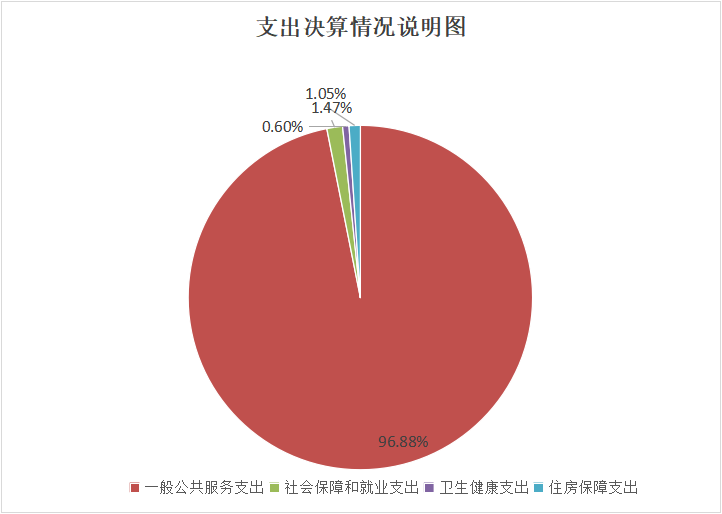 支出决算情况说明图
1.05%
1.47%
0.60%
96.88%
一般公共服务支出 社会保障和就业支出 卫生健康支出 住房保障支出